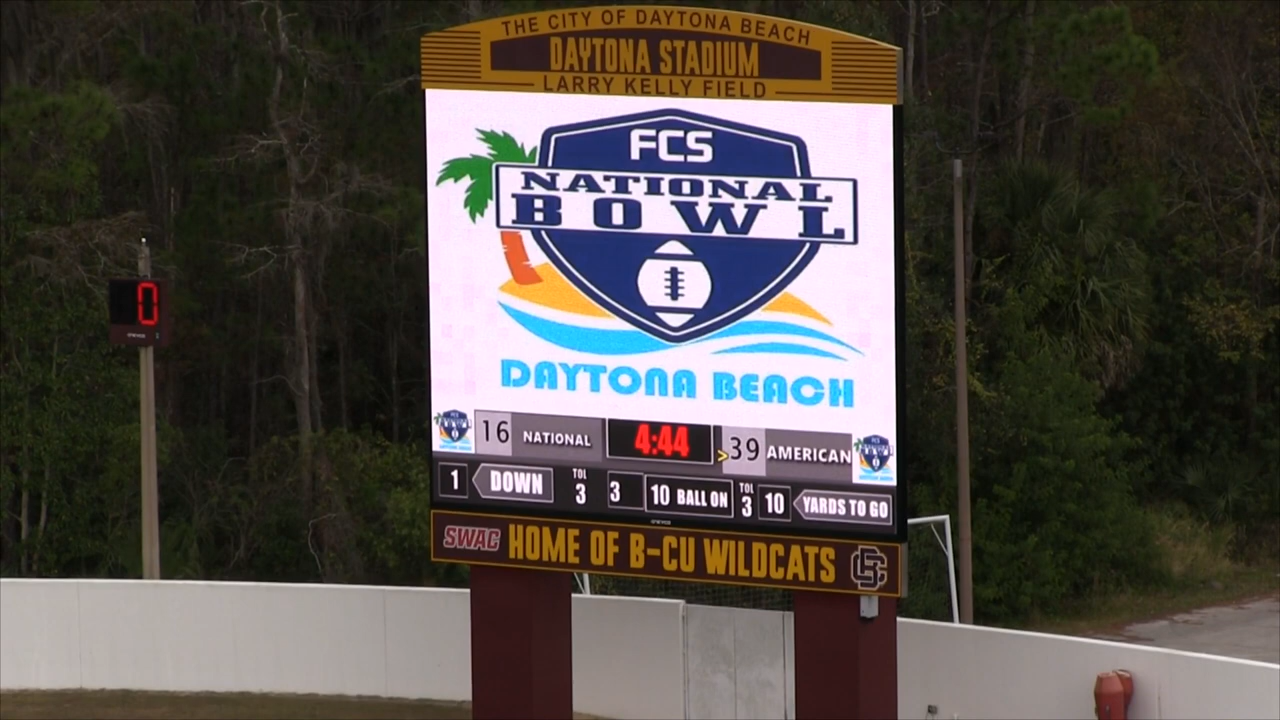 THE CITY OF DAYTONA BEACH
DAYTONA STADIUM
LARRY KELLY FIELD
FCS
NATIONAL
BOWL
DAYTONA BEACH
0
16 NATIONAL 4:44 >39 AMERICAN
1 DOWN TOL 3 3 10 BALL ON TOL 3 10 YARDS TO GO
SWAC HOME OF B-CU WILDCATS